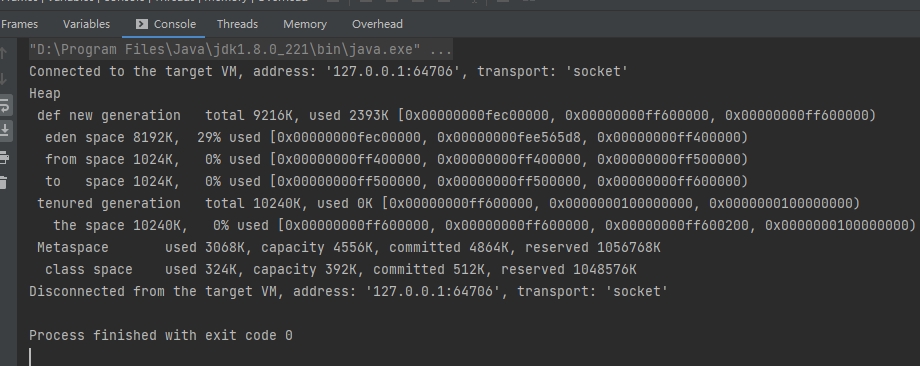 Frames Variables Console Threads Memory Overhead
"D:\Program Files\Java\jdk1.8.0_221\bin\java.exe" ...
Connected to the target VM, address: '127.0.0.1:64706', transport: 'socket'
Heap
def new generation   total 9216K, used 2393K [0x00000000fec00000, 0x00000000ff600000, 0x00000000ff600000)
eden space 8192K,  29% used [0x00000000fec00000, 0x00000000fee565d8, 0x00000000ff400000)
from space 1024K,   0% used [0x00000000ff400000, 0x00000000ff400000, 0x00000000ff500000)
to   space 1024K,   0% used [0x00000000ff500000, 0x00000000ff500000, 0x00000000ff600000)
tenured generation   total 10240K, used 0K [0x00000000ff600000, 0x0000000100000000, 0x0000000100000000)
the space 10240K,   0% used [0x00000000ff600000, 0x00000000ff600000, 0x00000000ff600200, 0x0000000100000000)
Metaspace       used 3068K, capacity 4556K, committed 4864K, reserved 1056768K
class space    used 324K, capacity 392K, committed 512K, reserved 1048576K
Disconnected from the target VM, address: '127.0.0.1:64706', transport: 'socket'
Process finished with exit code 0